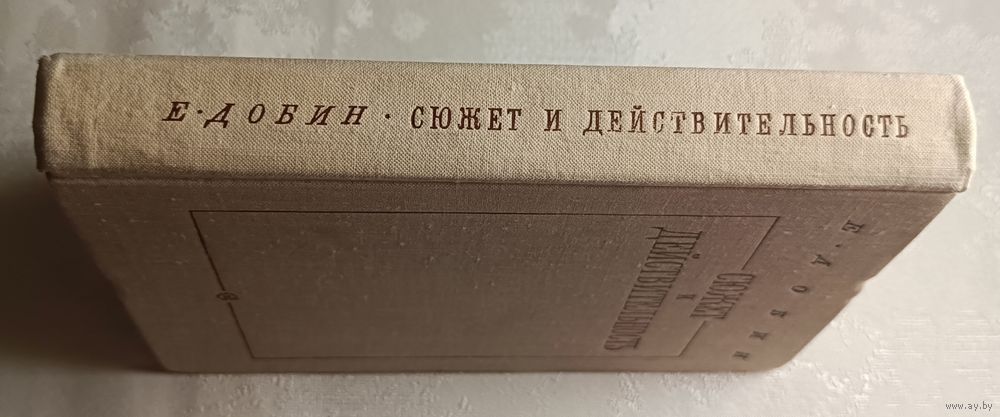 Е · ДОБИН · СЮЖЕТ И ДЕЙСТВИТЕЛЬНОСТЬ
Е · ДОБИН
СЮЖЕТ
И
ДЕЙСТВИТЕЛЬНОСТЬ
www.ay.by